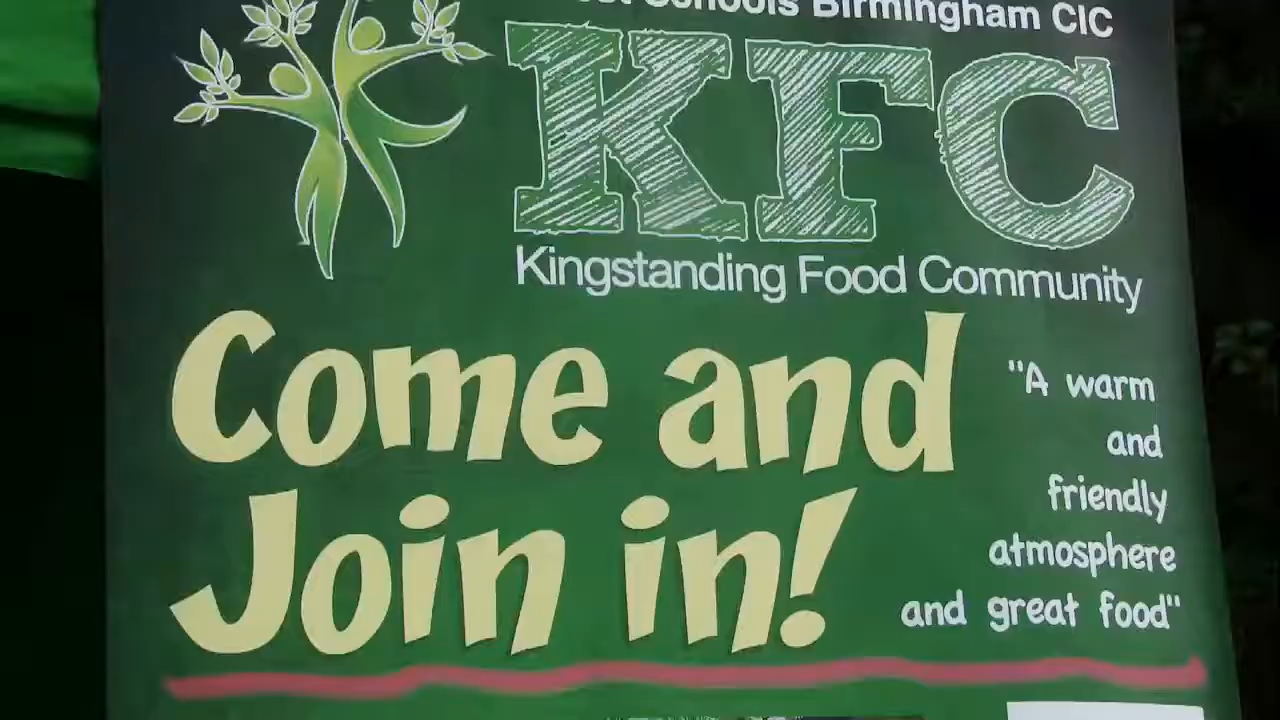 Schools Birmingham CIC
KFC
Kingstanding Food Community
Come and
Join in!
"A warm
and
friendly
atmosphere
and great food"